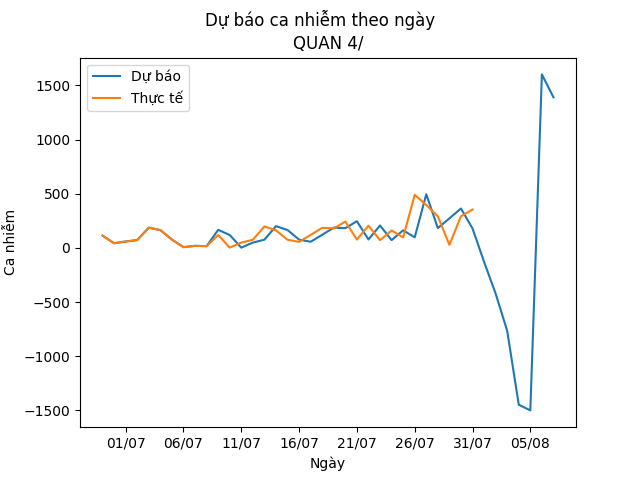 Dự báo ca nhiễm theo ngày
QUAN 4/
Dự báo
Thực tế
1500
1000
500
0
−500
−1000
−1500
Ca nhiễm
01/07 06/07 11/07 16/07 21/07 26/07 31/07 05/08
Ngày